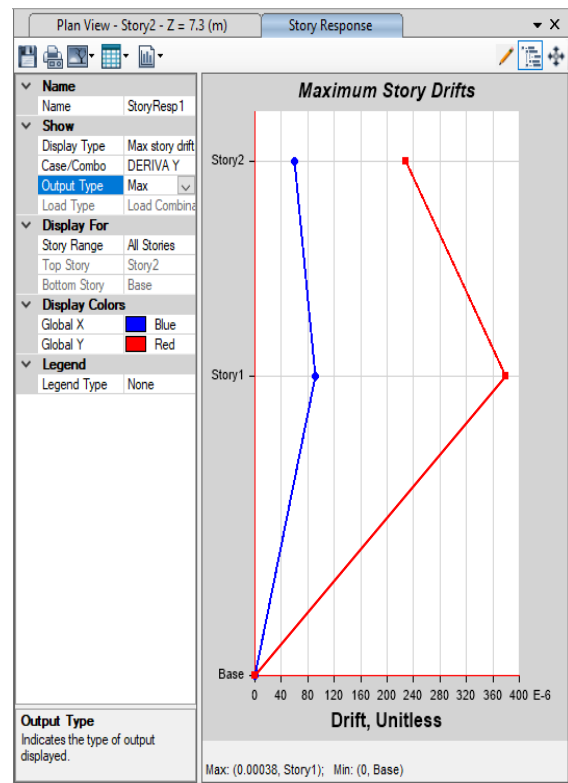 Plan View - Story2 - Z = 7.3 (m)
Story Response
Name
Name StoryResp1
Show
Display Type Max story drift
Case/Combo DERIVA Y
Output Type Max
Load Type Load Combina
Display For
Story Range All Stories
Top Story Story2
Bottom Story Base
Display Colors
Global X Blue
Global Y Red
Legend
Legend Type None
Output Type
Indicates the type of output
displayed.
Maximum Story Drifts
Story2
Story1
Base
0 40 80 120 160 200 240 280 320 360 400 E-6
Drift, Unitless
Max: (0.00038, Story1); Min: (0, Base)